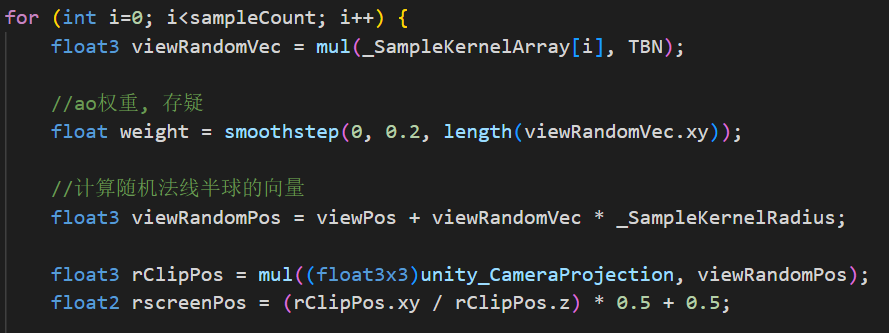 for (int i=0; i<sampleCount; i++) {
float3 viewRandomVec = mul(_SampleKernelArray[i], TBN);
//ao权重, 存疑
float weight = smoothstep(0, 0.2, length(viewRandomVec.xy));
//计算随机法线半球的向量
float3 viewRandomPos = viewPos + viewRandomVec * _SampleKernelRadius;
float3 rClipPos = mul((float3x3)unity_CameraProjection, viewRandomPos);
float2 rscreenPos = (rClipPos.xy / rClipPos.z) * 0.5 + 0.5;